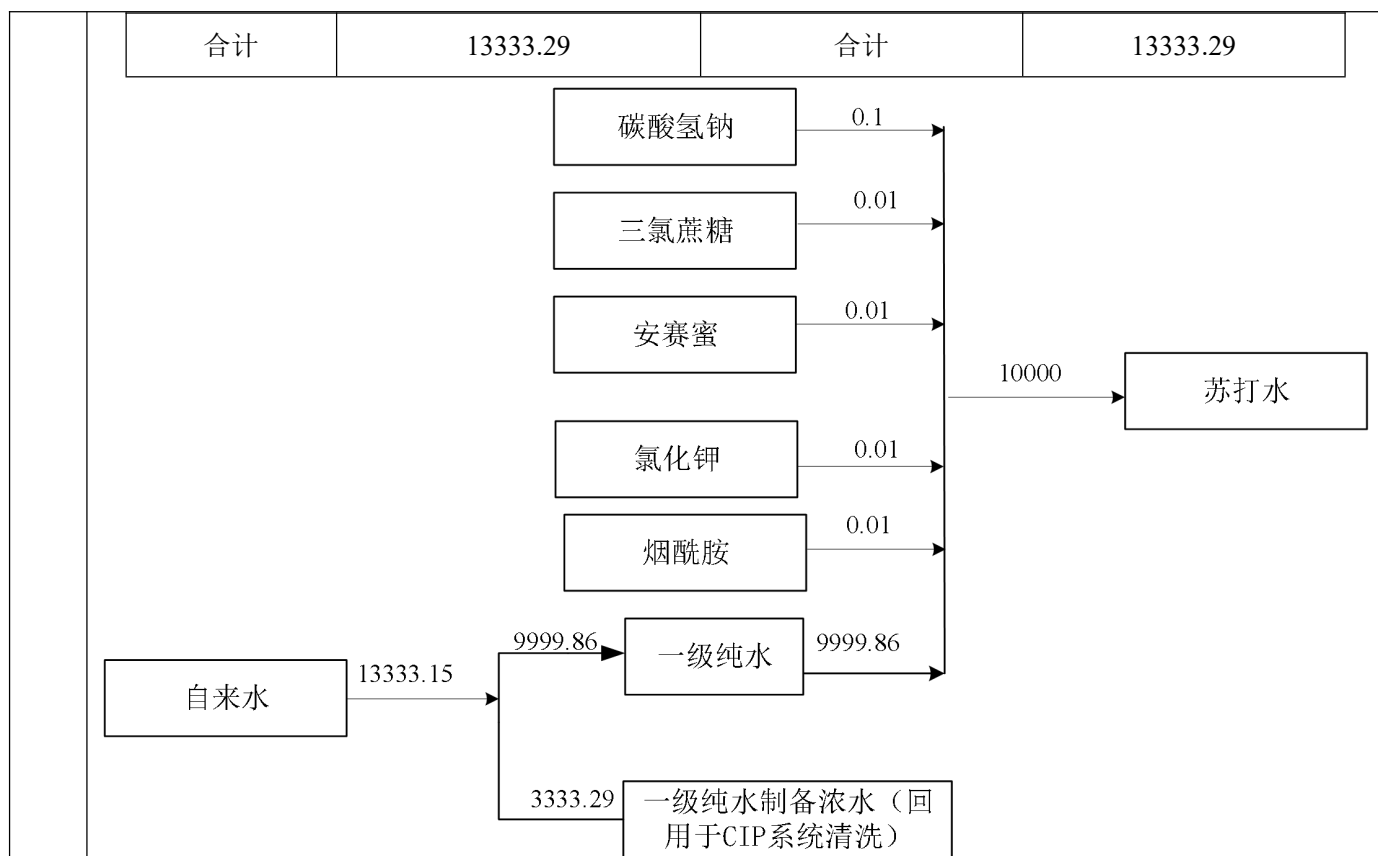 合计 13333.29 合计 13333.29
碳酸氢钠 0.1
三氯蔗糖 0.01
安赛蜜 0.01
10000 苏打水
氯化钾 0.01
烟酰胺 0.01
自来水 13333.15 9999.86 一级纯水 9999.86
3333.29 一级纯水制备浓水（回
用于CIP系统清洗）